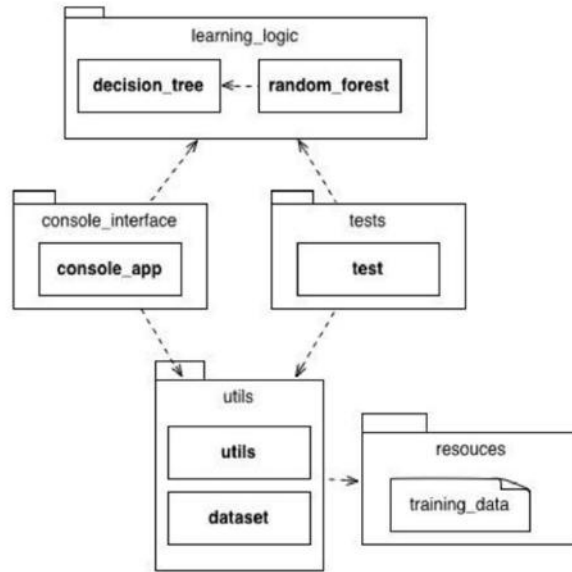 learning_logic
decision_tree
random_forest
console_interface
console_app
tests
test
utils
utils
dataset
resouces
training_data